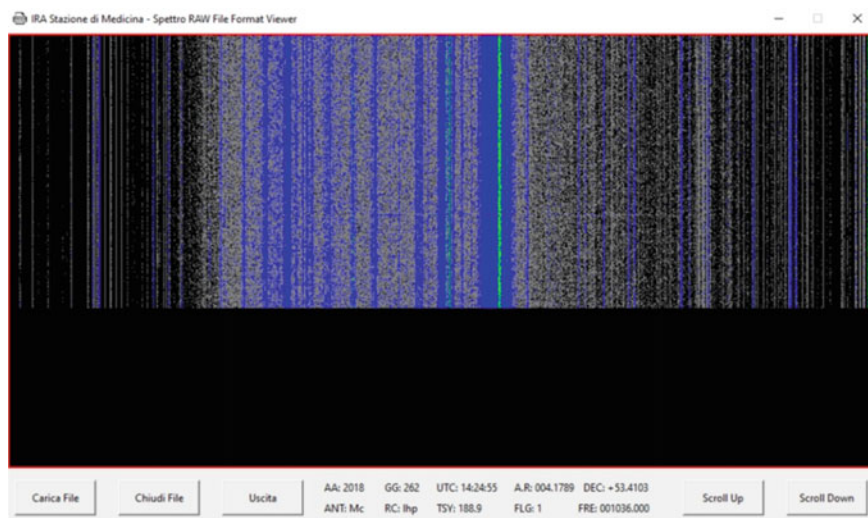 IRA Stazione di Medicina - Spettro RAW File Format Viewer
Carica File
Chiudi File
Uscita
AA: 2018 GG: 262 UTC: 14:24:55 A.R: 004.1789 DEC: +53.4103
ANT: Mc RC: lhp TSY: 188.9 FLG: 1 FRE: 001036.000
Scroll Up
Scroll Down